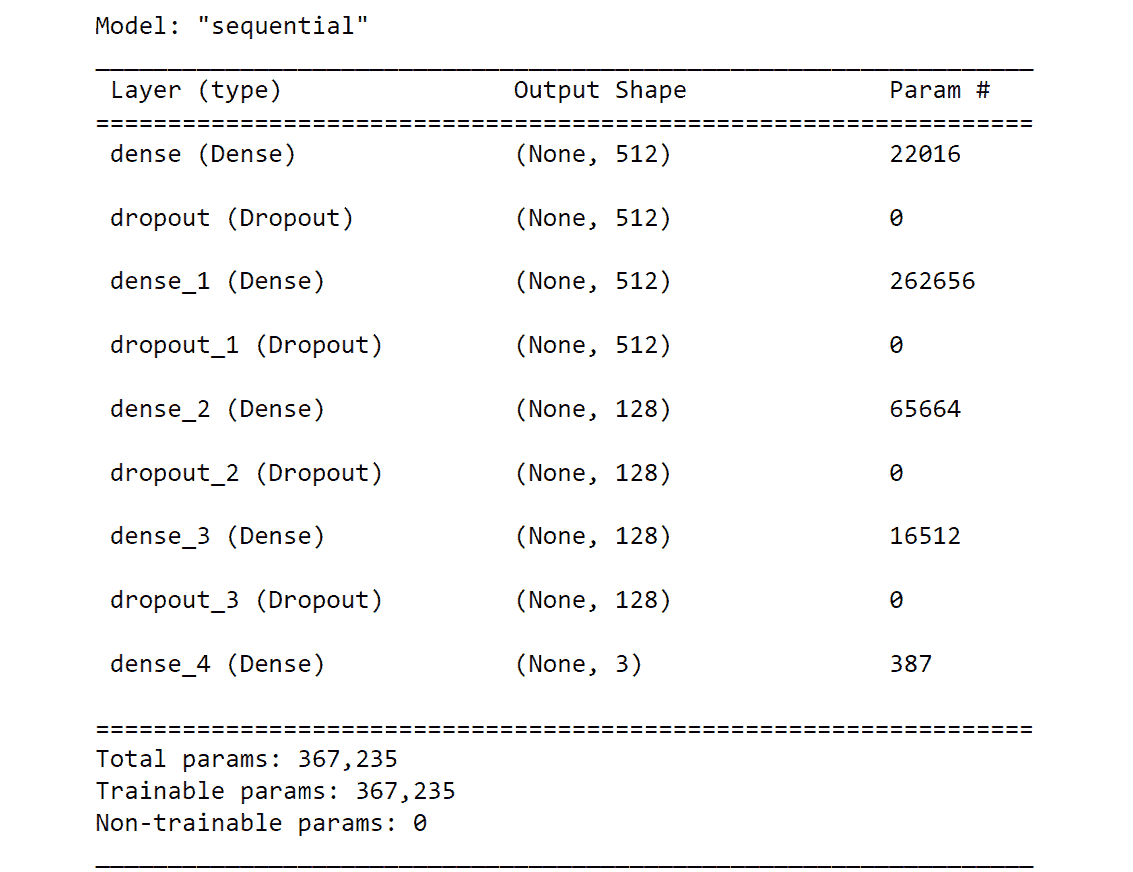 Model: "sequential"
_________________________________________________________________
Layer (type) Output Shape Param #
=================================================================
dense (Dense) (None, 512) 22016
dropout (Dropout) (None, 512) 0
dense_1 (Dense) (None, 512) 262656
dropout_1 (Dropout) (None, 512) 0
dense_2 (Dense) (None, 128) 65664
dropout_2 (Dropout) (None, 128) 0
dense_3 (Dense) (None, 128) 16512
dropout_3 (Dropout) (None, 128) 0
dense_4 (Dense) (None, 3) 387
=================================================================
Total params: 367,235
Trainable params: 367,235
Non-trainable params: 0
_________________________________________________________________